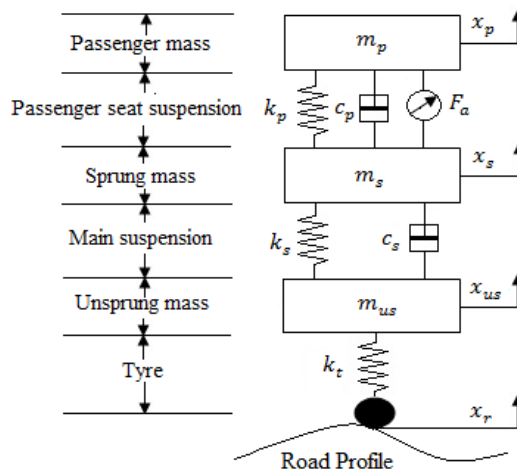 Passenger mass
Passenger seat suspension
Sprung mass
Main suspension
Unsprung mass
Tyre
m_p
x_p
k_p
c_p
F_a
m_s
x_s
k_s
c_s
m_us
x_us
k_t
x_r
Road Profile